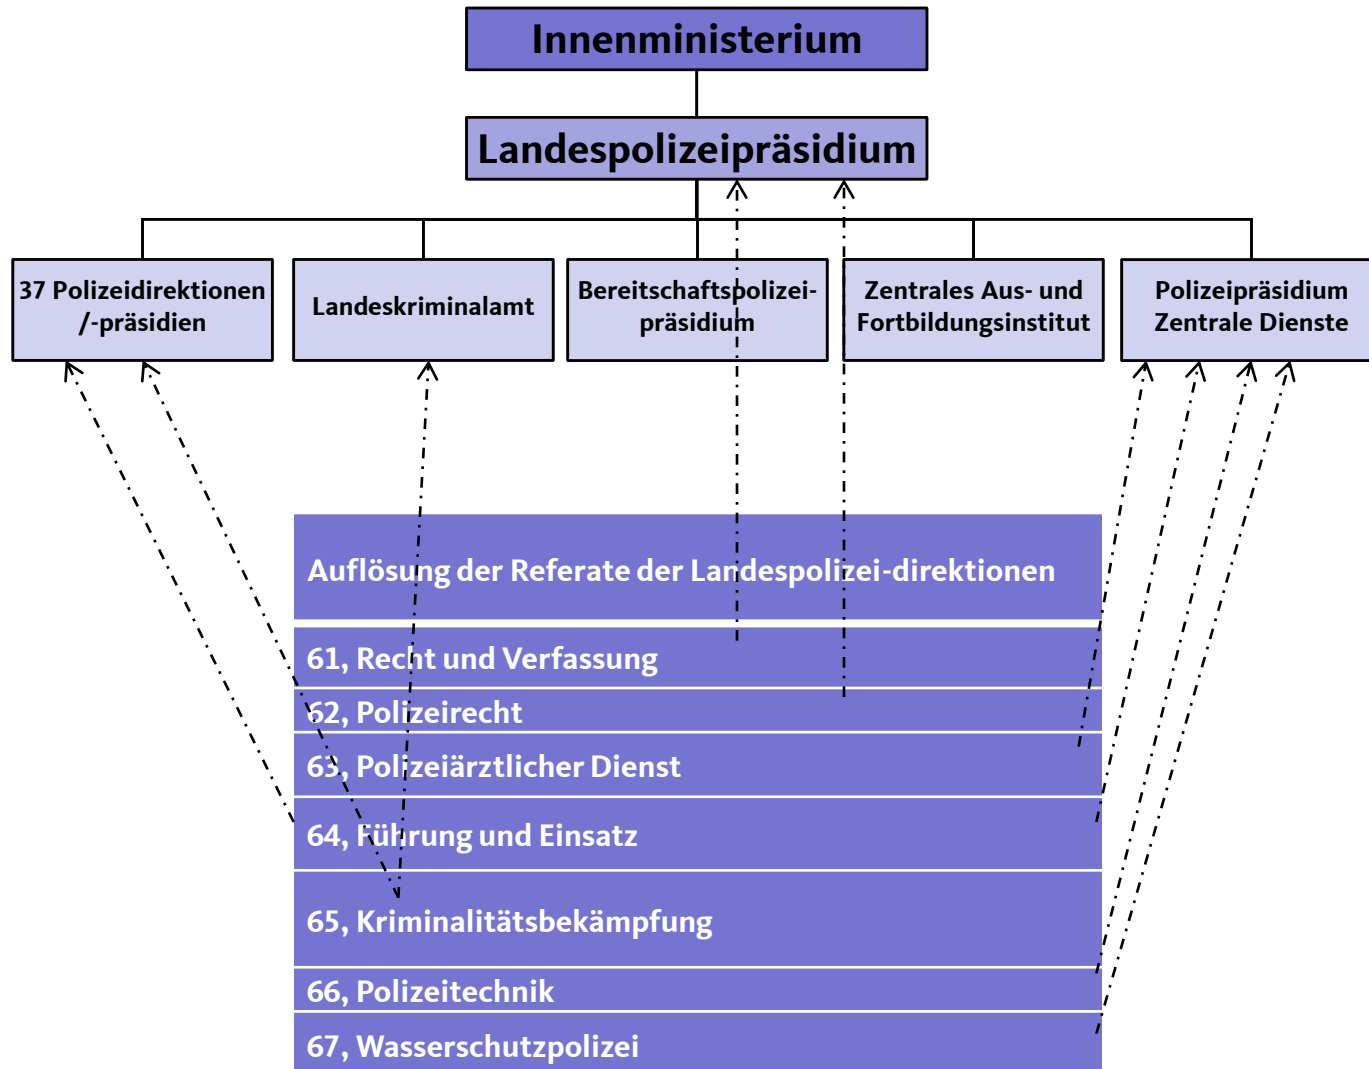 Innenministerium
Landespolizeipräsidium
37 Polizeidirektionen
/-präsidien
Landeskriminalamt
Bereitschaftspolizei-
präsidium
Zentrales Aus- und
Fortbildungsinstitut
Polizeipräsidium
Zentrale Dienste
Auflösung der Referate der Landespolizei-direktionen
61, Recht und Verfassung
62, Polizeirecht
63, Polizeiärztlicher Dienst
64, Führung und Einsatz
65, Kriminalitätsbekämpfung
66, Polizeitechnik
67, Wasserschutzpolizei